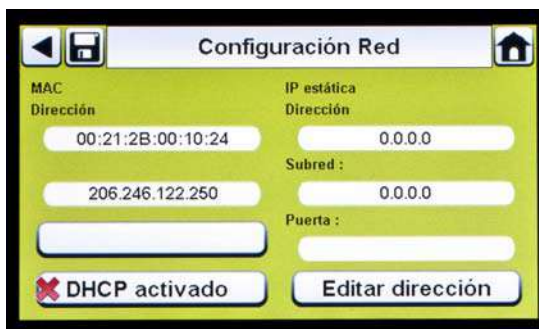 Configuración Red
MAC
Dirección
00:21:2B:00:10:24
206.246.122.250
DHCP activado
IP estática
Dirección
0.0.0.0
Subred :
0.0.0.0
Puerta :
Editar dirección